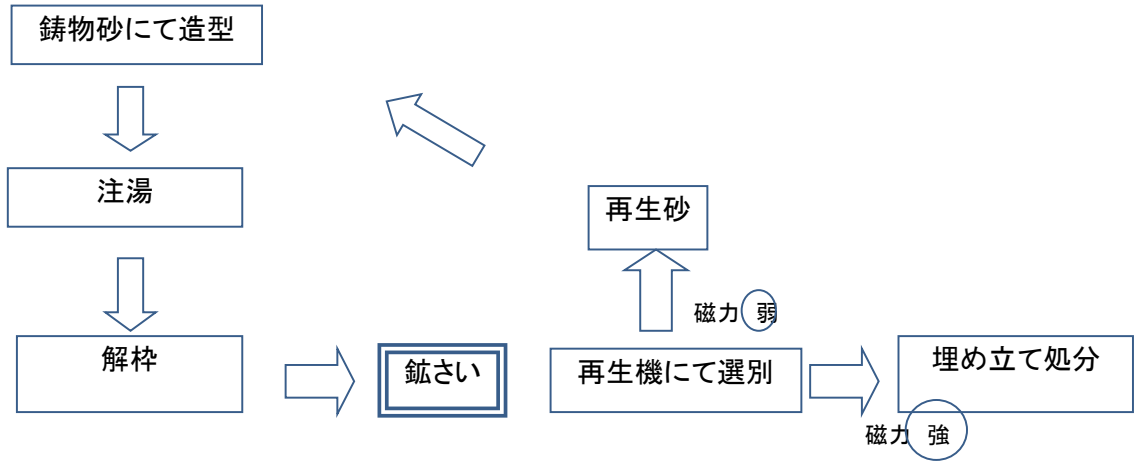 鋳物砂にて造型
注湯
再生砂
磁力 弱
解枠
鉱さい
再生機にて選別
埋め立て処分
磁力 強